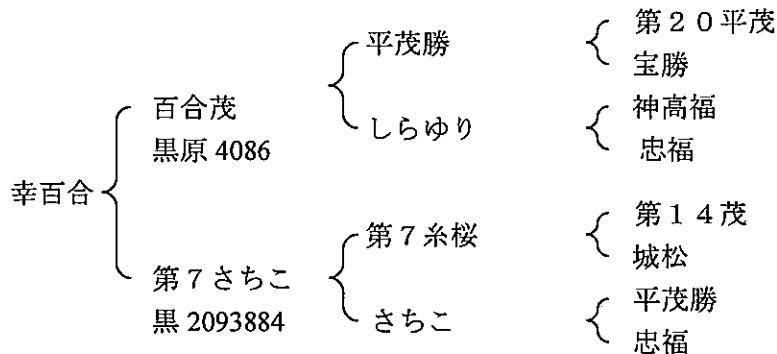 第２０平茂
平茂勝
宝勝
百合茂
黒原 4086
神高福
しらゆり
忠福
幸百合
第１４茂
第７糸桜
城松
第７さちこ
黒 2093884
平茂勝
さちこ
忠福